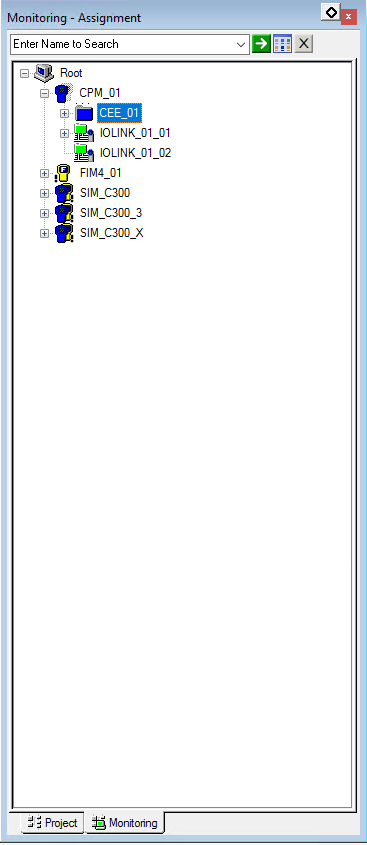 Monitoring - Assignment
Enter Name to Search
Root
CPM_01
CEE_01
IOLINK_01_01
IOLINK_01_02
FIM4_01
SIM_C300
SIM_C300_3
SIM_C300_X
Project
Monitoring